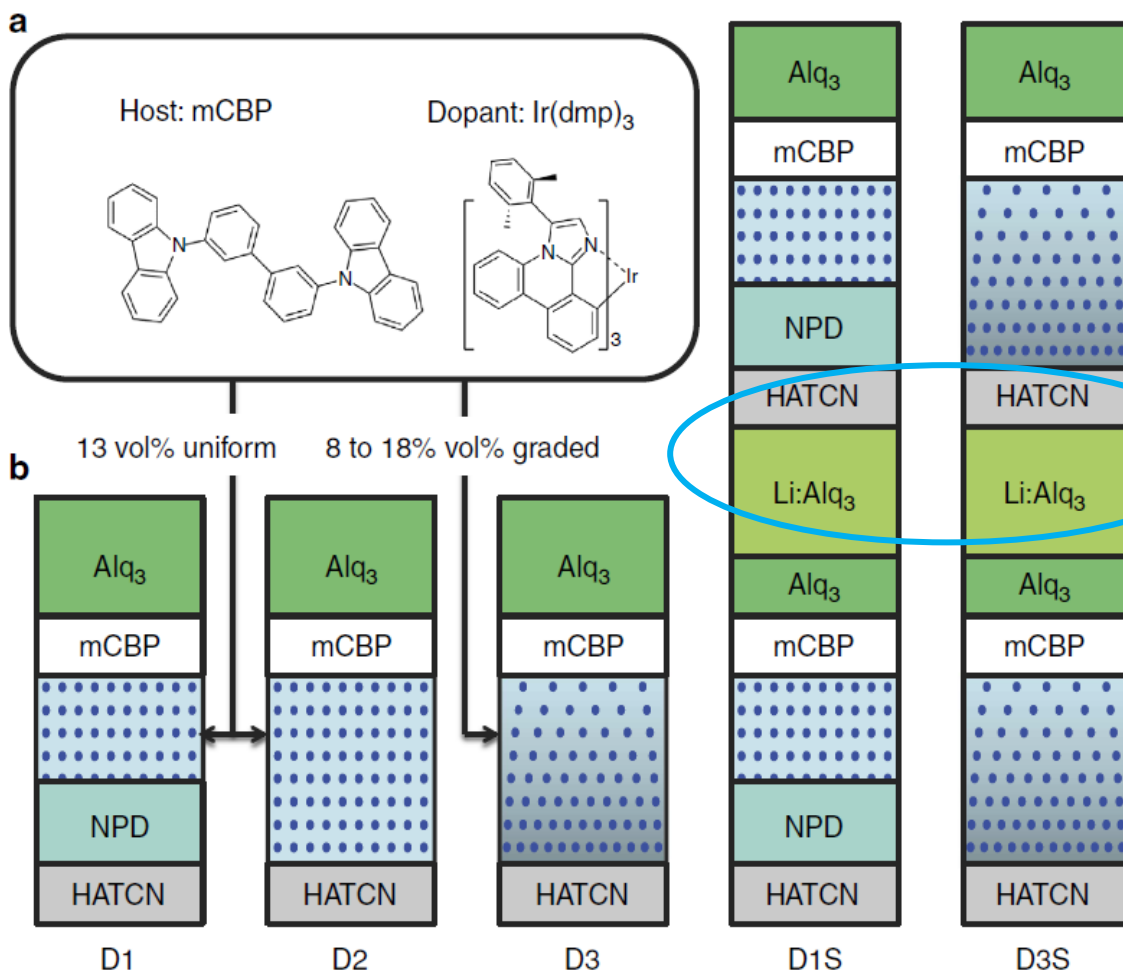 a
Host: mCBP
Dopant: Ir(dmp)3
N
N
N
N
Ir
3
13 vol% uniform
8 to 18% vol% graded
b
Alq3
mCBP
NPD
HATCN
D1
Alq3
mCBP
HATCN
D2
Alq3
mCBP
HATCN
D3
Alq3
mCBP
NPD
HATCN
Li:Alq3
Alq3
mCBP
NPD
HATCN
D1S
Alq3
mCBP
HATCN
Li:Alq3
Alq3
mCBP
HATCN
D3S